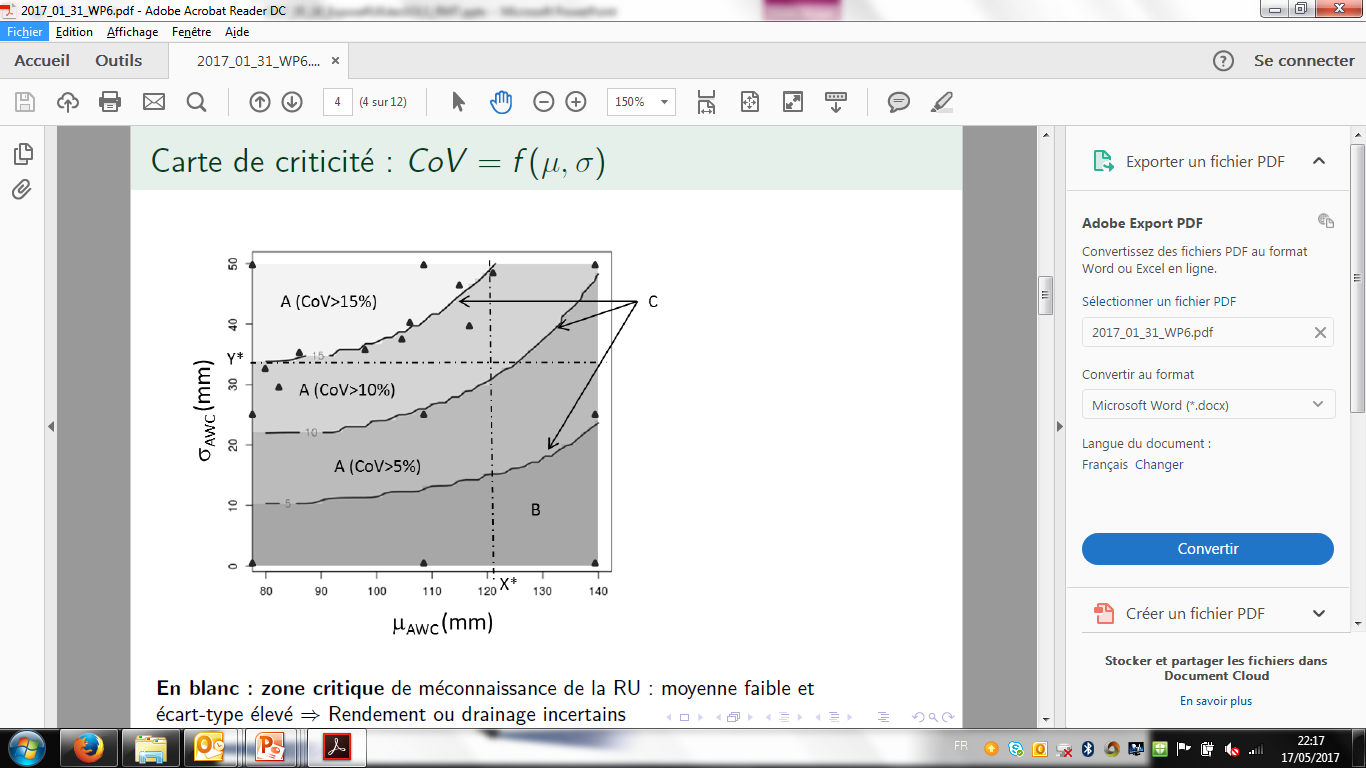 2017_01_31_WP6.pdf - Adobe Acrobat Reader DC
Fichier Edition Affichage Fenêtre Aide
Accueil Outils 2017_01_31_WP6.... × ? Se connecter
4 (4 sur 12) 150%
Carte de criticité : CoV = f(μ, σ)
50
40
30
20
10
0
σAWC(mm)
Y*
A (CoV>15%)
C
15
A (CoV>10%)
10
A (CoV>5%)
5
B
X*
80 90 100 110 120 130 140
μAWC(mm)
En blanc : zone critique de méconnaissance de la RU : moyenne faible et
écart-type élevé ⇒ Rendement ou drainage incertains
Exporter un fichier PDF
Adobe Export PDF
Convertissez des fichiers PDF au format
Word ou Excel en ligne.
Sélectionner un fichier PDF
2017_01_31_WP6.pdf
Convertir au format
Microsoft Word (*.docx)
Langue du document :
Français Changer
Convertir
Créer un fichier PDF
Stocker et partager les fichiers dans
Document Cloud
En savoir plus
FR
22:17
17/05/2017